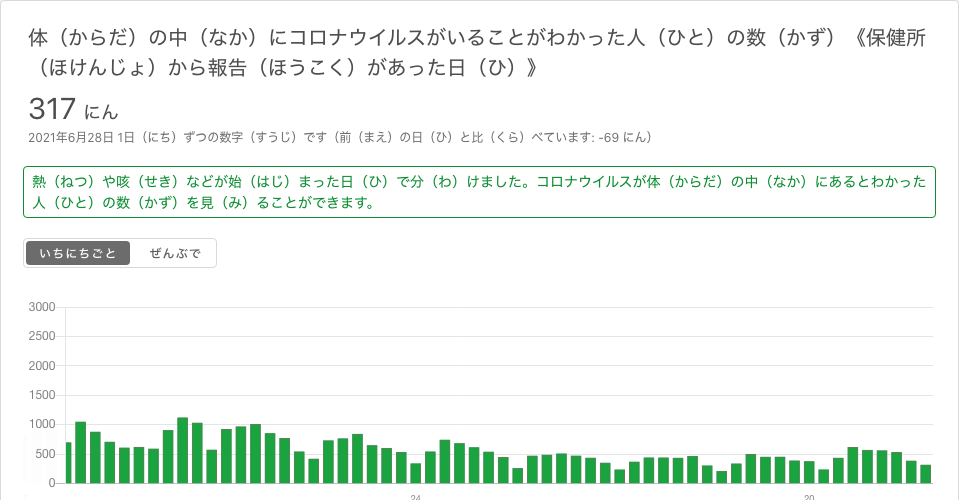 体（からだ）の中（なか）にコロナウイルスがいることがわかった人（ひと）の数（かず）《保健所
（ほけんじょ）から報告（ほうこく）があった日（ひ）》
317 にん
2021年6月28日 1日（にち）ずつの数字（すうじ）です（前（まえ）の日（ひ）と比（くら）べています: -69 にん）
熱（ねつ）や咳（せき）などが始（はじ）まった日（ひ）で分（わ）けました。コロナウイルスが体（からだ）の中（なか）にあるとわかった
人（ひと）の数（かず）を見（み）ることができます。
いちにちごと ぜんぶで
3000
2500
2000
1500
1000
500
0
24 20